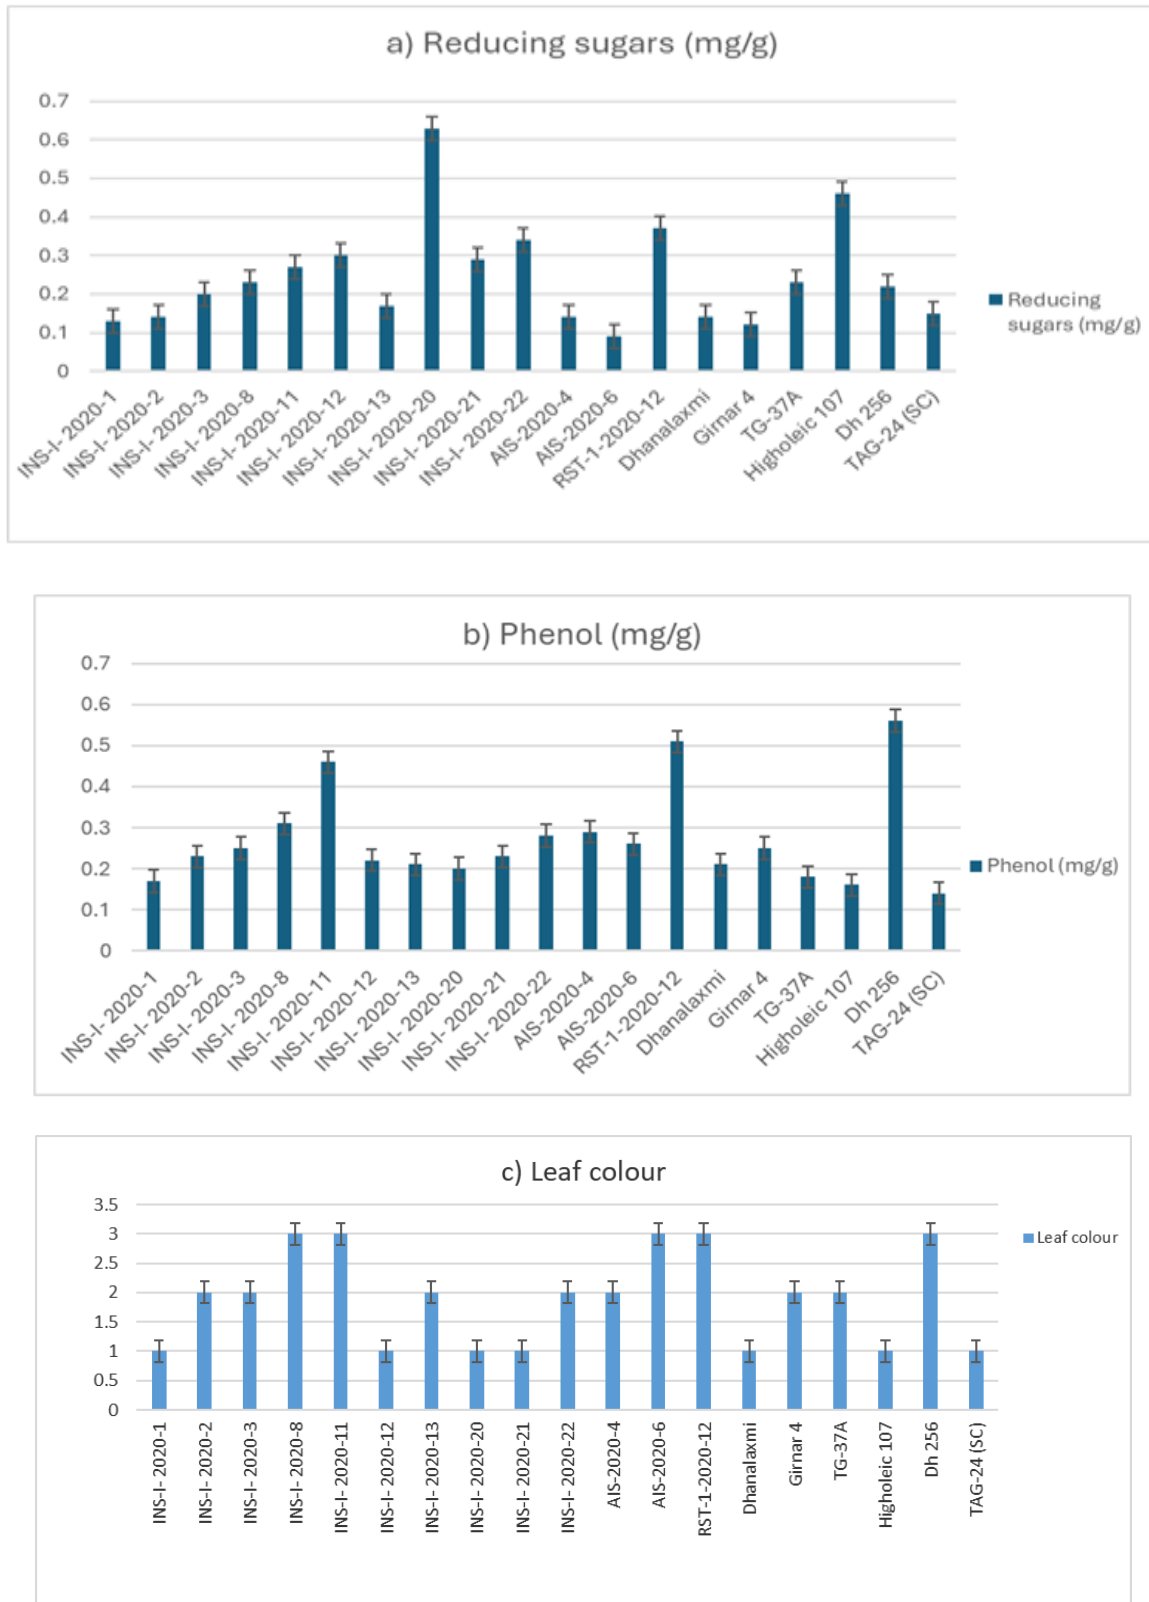 a) Reducing sugars (mg/g)
0.7
0.6
0.5
0.4
0.3
0.2
0.1
0
INS-I- 2020-1
INS-I- 2020-2
INS-I- 2020-3
INS-I- 2020-8
INS-I- 2020-11
INS-I- 2020-12
INS-I- 2020-13
INS-I- 2020-20
INS-I- 2020-21
INS-I- 2020-22
AIS-2020-4
AIS-2020-6
RST-1-2020-12
Dhanalaxmi
Girnar 4
TG-37A
Higholeic 107
Dh 256
TAG-24 (SC)
Reducing
sugars (mg/g)
b) Phenol (mg/g)
0.7
0.6
0.5
0.4
0.3
0.2
0.1
0
INS-I- 2020-1
INS-I- 2020-2
INS-I- 2020-3
INS-I- 2020-8
INS-I- 2020-11
INS-I- 2020-12
INS-I- 2020-13
INS-I- 2020-20
INS-I- 2020-21
INS-I- 2020-22
AIS-2020-4
AIS-2020-6
RST-1-2020-12
Dhanalaxmi
Girnar 4
TG-37A
Higholeic 107
Dh 256
TAG-24 (SC)
Phenol (mg/g)
c) Leaf colour
3.5
3
2.5
2
1.5
1
0.5
0
INS-I- 2020-1
INS-I- 2020-2
INS-I- 2020-3
INS-I- 2020-8
INS-I- 2020-11
INS-I- 2020-12
INS-I- 2020-13
INS-I- 2020-20
INS-I- 2020-21
INS-I- 2020-22
AIS-2020-4
AIS-2020-6
RST-1-2020-12
Dhanalaxmi
Girnar 4
TG-37A
Higholeic 107
Dh 256
TAG-24 (SC)
Leaf colour